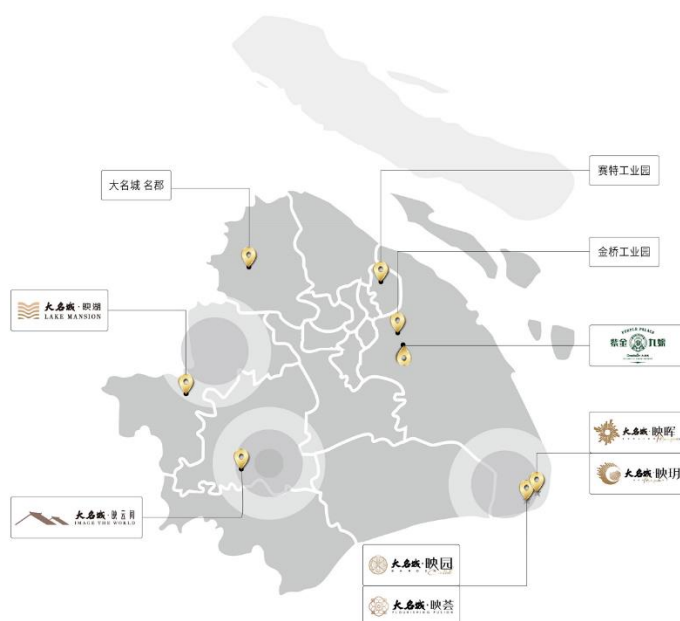 赛特工业园
大名城 名郡
金桥工业园
大名城·映湖
LAKE MANSION
PURPLE PALACE
紫金九號
大名城·映晖
大名城·映玥
大名城·映云间
IMAGE THE WORLD
大名城·映园
大名城·映荟